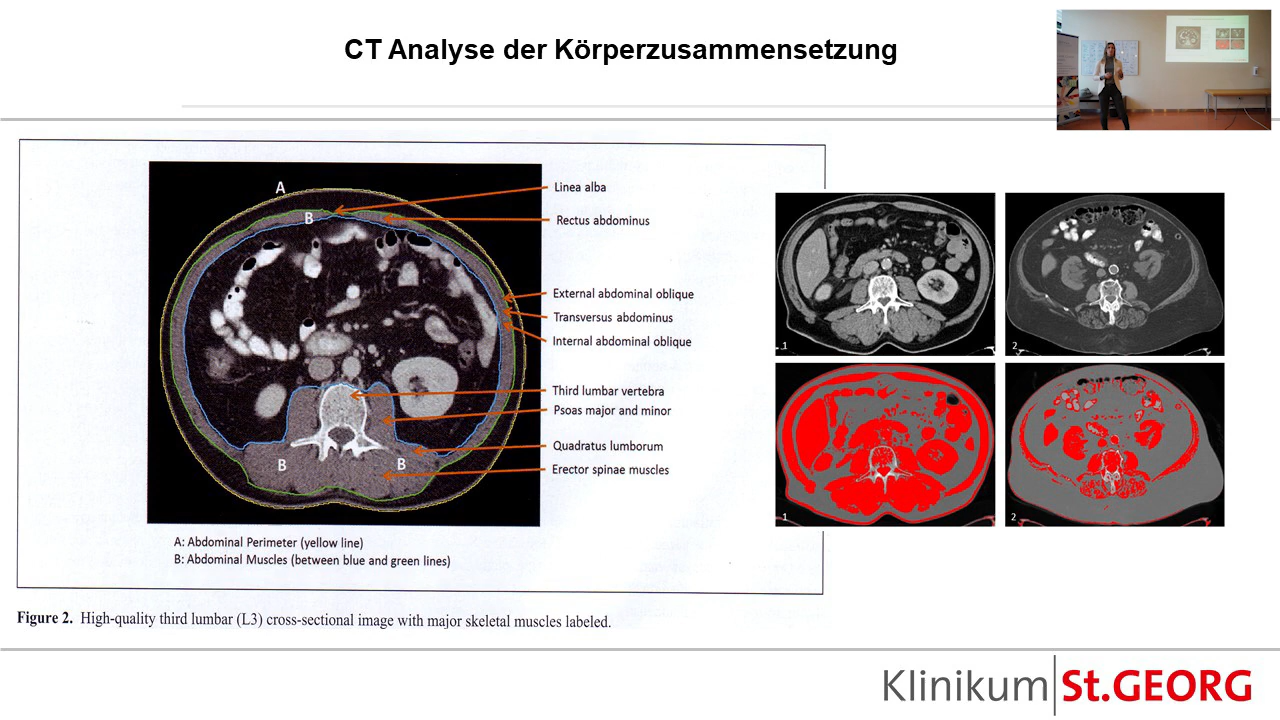 CT Analyse der Körperzusammensetzung
A
B
Linea alba
Rectus abdominus
External abdominal oblique
Transversus abdominus
Internal abdominal oblique
Third lumbar vertebra
Psoas major and minor
Quadratus lumborum
B
B
Erector spinae muscles
A: Abdominal Perimeter (yellow line)
B: Abdominal Muscles (between blue and green lines)
1
2
1
2
Figure 2. High-quality third lumbar (L3) cross-sectional image with major skeletal muscles labeled.
Klinikum St.GEORG